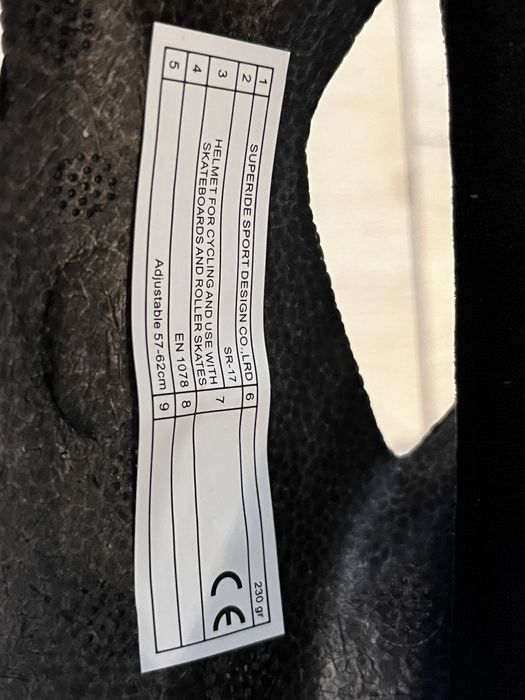 1 SUPERIDE SPORT DESIGN CO.,LRD 6 230 gr
2 SR-17
3 HELMET FOR CYCLING AND USE WITH 7
SKATEBOARDS AND ROLLER SKATES
4 EN 1078 8
5 Adjustable 57-62cm 9
CE